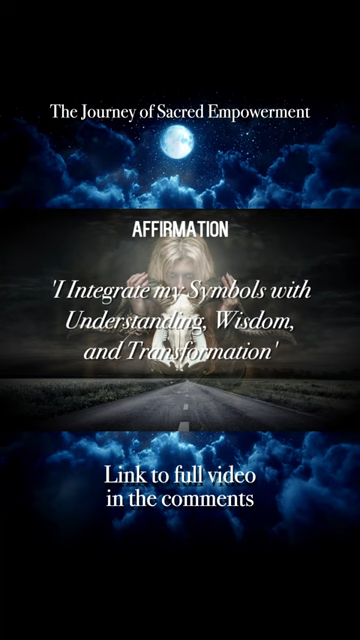 The Journey of Sacred Empowerment
AFFIRMATION
'I Integrate my Symbols with
Understanding, Wisdom,
and Transformation'
Link to full video
in the comments